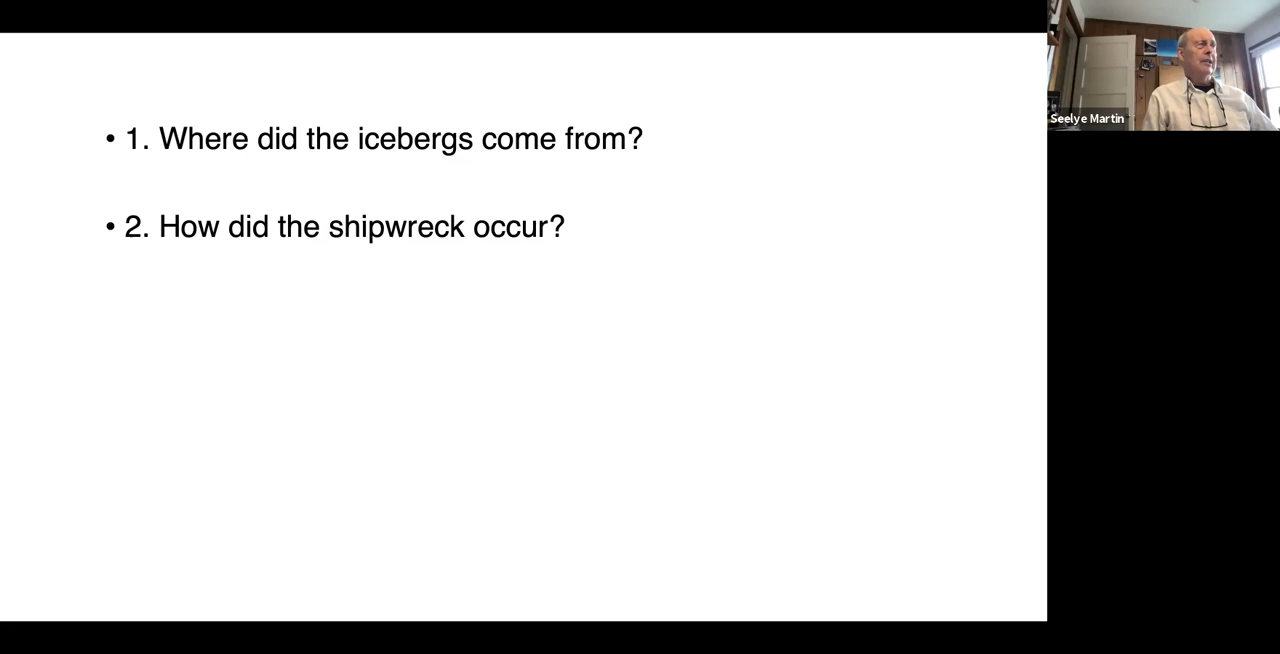 • 1. Where did the icebergs come from?
• 2. How did the shipwreck occur?
Seelye Martin